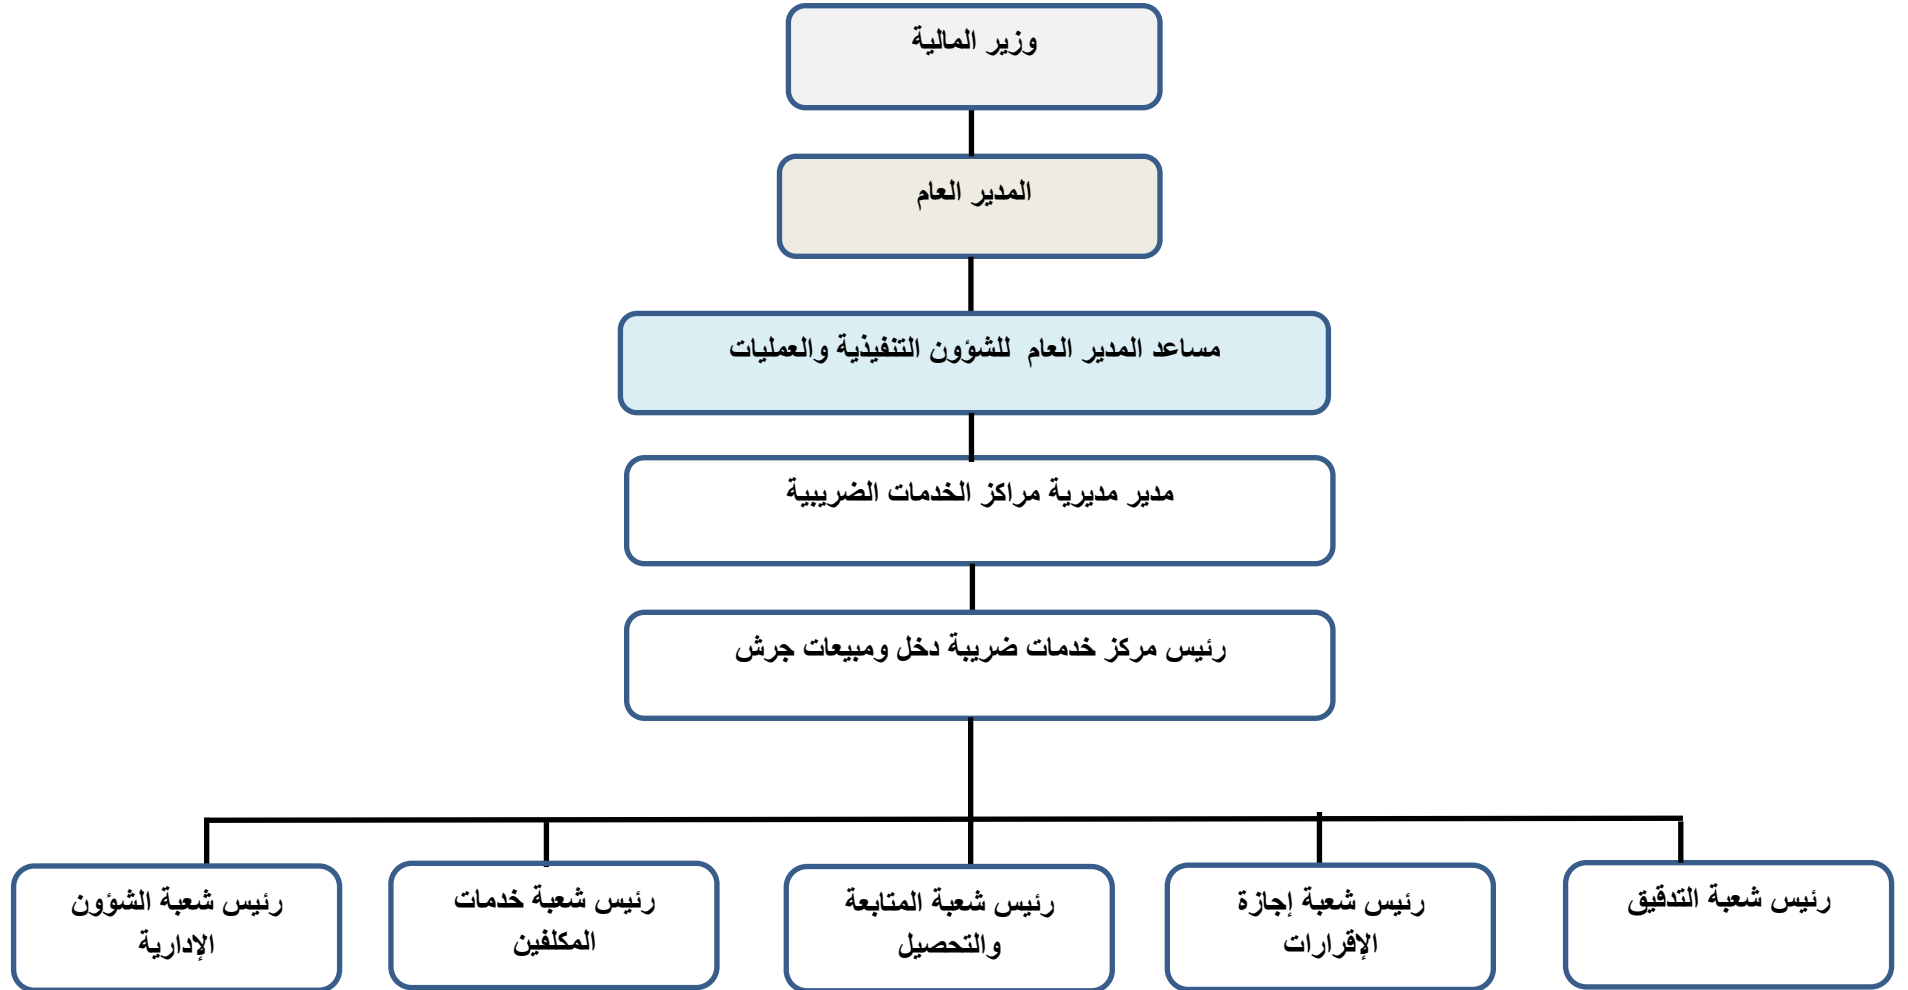 وزير المالية
المدير العام
مساعد المدير العام للشؤون التنفيذية والعمليات
مدير مديرية مراكز الخدمات الضريبية
رئيس مركز خدمات ضريبة دخل ومبيعات جرش
رئيس شعبة التدقيق
رئيس شعبة إجازة
الإقرارات
رئيس شعبة المتابعة
والتحصيل
رئيس شعبة خدمات
المكلفين
رئيس شعبة الشؤون
الإدارية